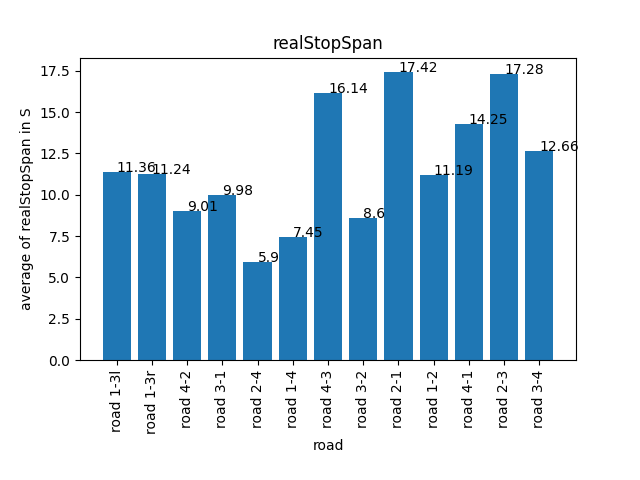 realStopSpan
average of realStopSpan in S
17.5
15.0
12.5
10.0
7.5
5.0
2.5
0.0
11.36
11.24
9.01
9.98
5.9
7.45
16.14
8.6
17.42
11.19
14.25
17.28
12.66
road 1-3l
road 1-3r
road 4-2
road 3-1
road 2-4
road 1-4
road 4-3
road 3-2
road 2-1
road 1-2
road 4-1
road 2-3
road 3-4
road